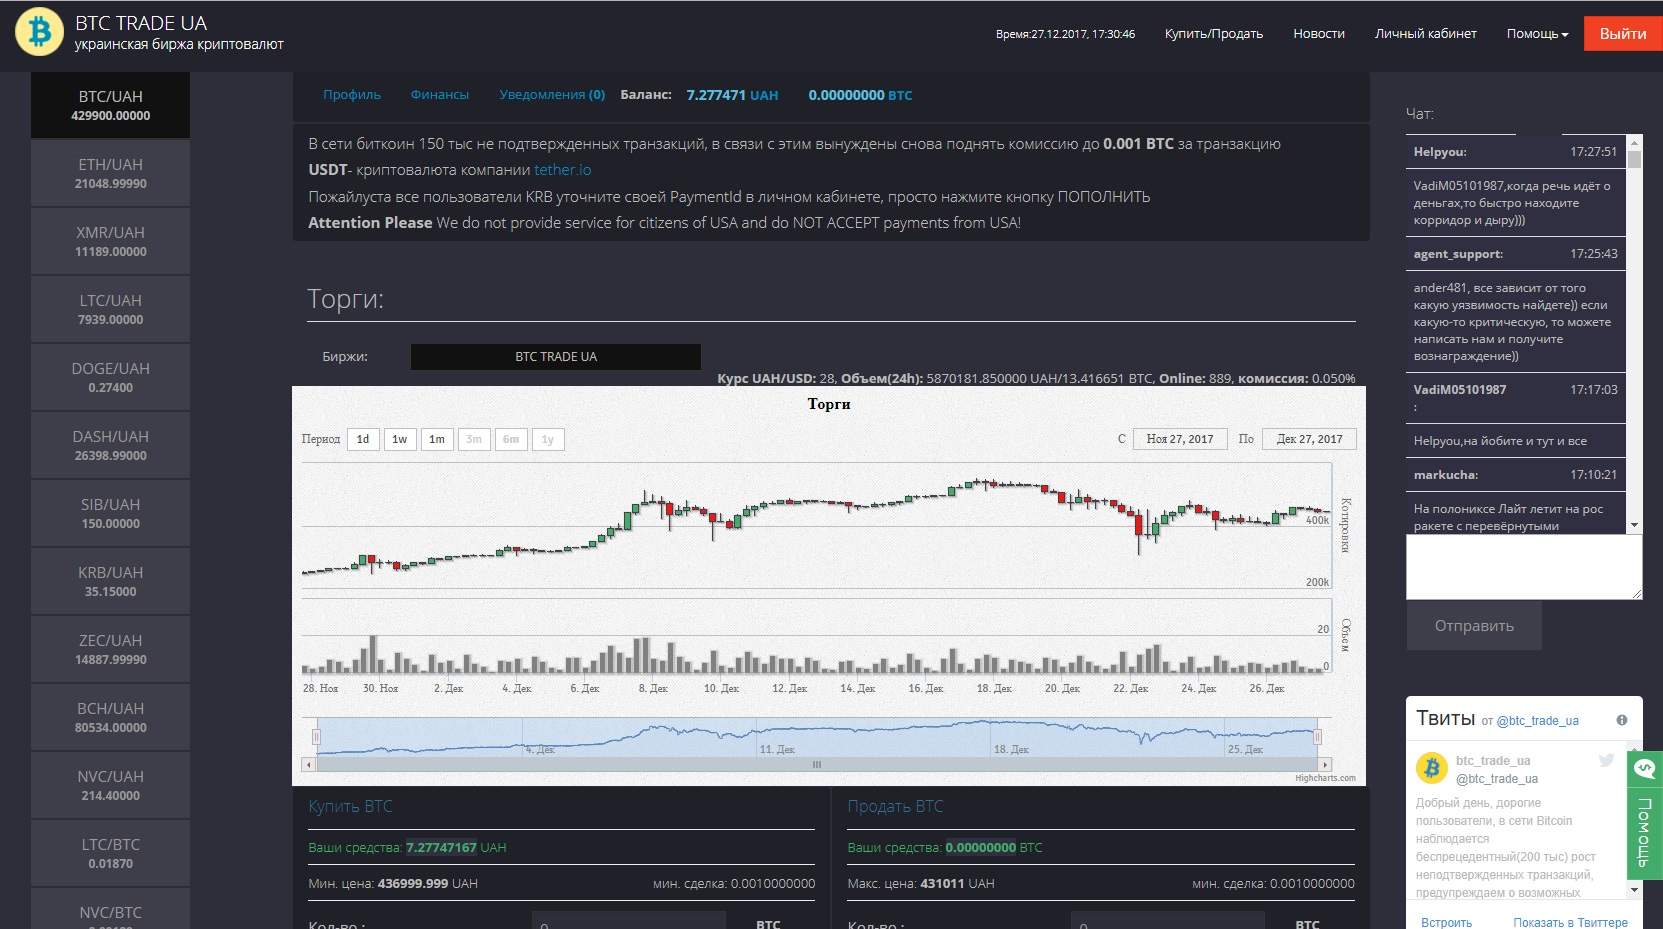 BTC TRADE UA
украинская биржа криптовалют
Время:27.12.2017, 17:30:46
Купить/Продать
Новости
Личный кабинет
Помощь
Выйти
BTC/UAH
429900.00000
ETH/UAH
21048.99990
XMR/UAH
11189.00000
LTC/UAH
7939.00000
DOGE/UAH
0.27400
DASH/UAH
26398.99000
SIB/UAH
150.00000
KRB/UAH
35.15000
ZEC/UAH
14887.99990
BCH/UAH
80534.00000
NVC/UAH
214.40000
LTC/BTC
0.01870
NVC/BTC
Профиль
Финансы
Уведомления (0)
Баланс: 7.277471 UAH 0.00000000 BTC
В сети биткоин 150 тыс не подтвержденных транзакций, в связи с этим вынуждены снова поднять комиссию до 0.001 BTC за транзакцию
USDT- криптовалюта компании tether.io
Пожайлуста все пользователи KRB уточните своей PaymentId в личном кабинете, просто нажмите кнопку ПОПОЛНИТЬ
Attention Please We do not provide service for citizens of USA and do NOT ACCEPT payments from USA!
Торги:
Биржи:
BTC TRADE UA
Курс UAH/USD: 28, Объем(24h): 5870181.850000 UAH/13.416651 BTC, Online: 889, комиссия: 0.050%
Торги
Период 1d 1w 1m 3m 6m 1y
С Ноя 27, 2017 По Дек 27, 2017
400k
200k
Котировки
20
0
Объем
28. Ноя 30. Ноя 2. Дек 4. Дек 6. Дек 8. Дек 10. Дек 12. Дек 14. Дек 16. Дек 18. Дек 20. Дек 22. Дек 24. Дек 26. Дек
4. Дек 11. Дек 18. Дек 25. Дек
Highcharts.com
Купить BTC
Ваши средства: 7.27747167 UAH
Мин. цена: 436999.999 UAH
мин. сделка: 0.0010000000
Кол-во.:
0
BTC
Продать BTC
Ваши средства: 0.00000000 BTC
Макс. цена: 431011 UAH
мин. сделка: 0.0010000000
Кол-во.:
0
BTC
Чат:
Helpyou: 17:27:51
VadiM05101987,когда речь идёт о
деньгах,то быстро находите
корридор и дыру)))
agent_support: 17:25:43
ander481, все зависит от того
какую уязвимость найдете)) если
какую-то критическую, то можете
написать нам и получите
вознаграждение))
VadiM05101987 17:17:03
:
Helpyou,на йобите и тут и все
markucha: 17:10:21
На полониксе Лайт летит на рос
ракете с перевёрнутыми
Отправить
Твиты от @btc_trade_ua
btc_trade_ua
@btc_trade_ua
Добрый день, дорогие
пользователи, в сети Bitcoin
наблюдается
беспрецедентный(200 тыс) рост
неподтвержденных транзакций,
предупреждаем о возможных
Встроить
Показать в Твиттере
Помощь